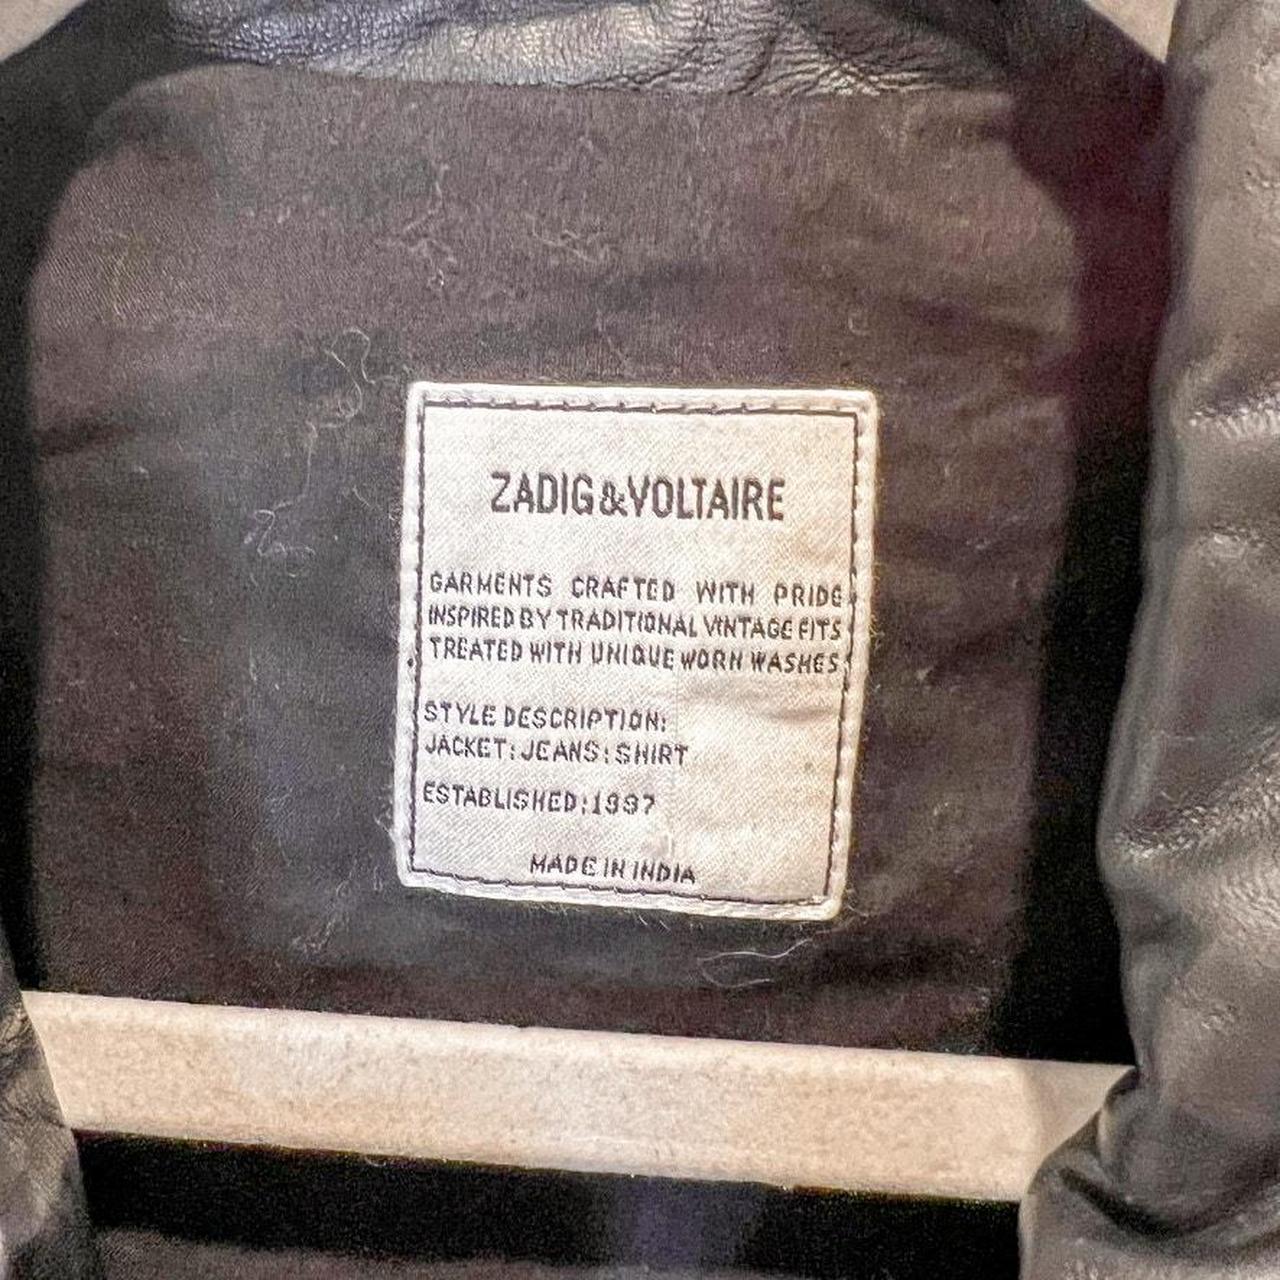 ZADIG&VOLTAIRE
GARMENTS CRAFTED WITH PRIDE
INSPIRED BY TRADITIONAL VINTAGE FITS
TREATED WITH UNIQUE WORN WASHES
STYLE DESCRIPTION:
JACKET: JEANS: SHIRT
ESTABLISHED: 1997
MADE IN INDIA